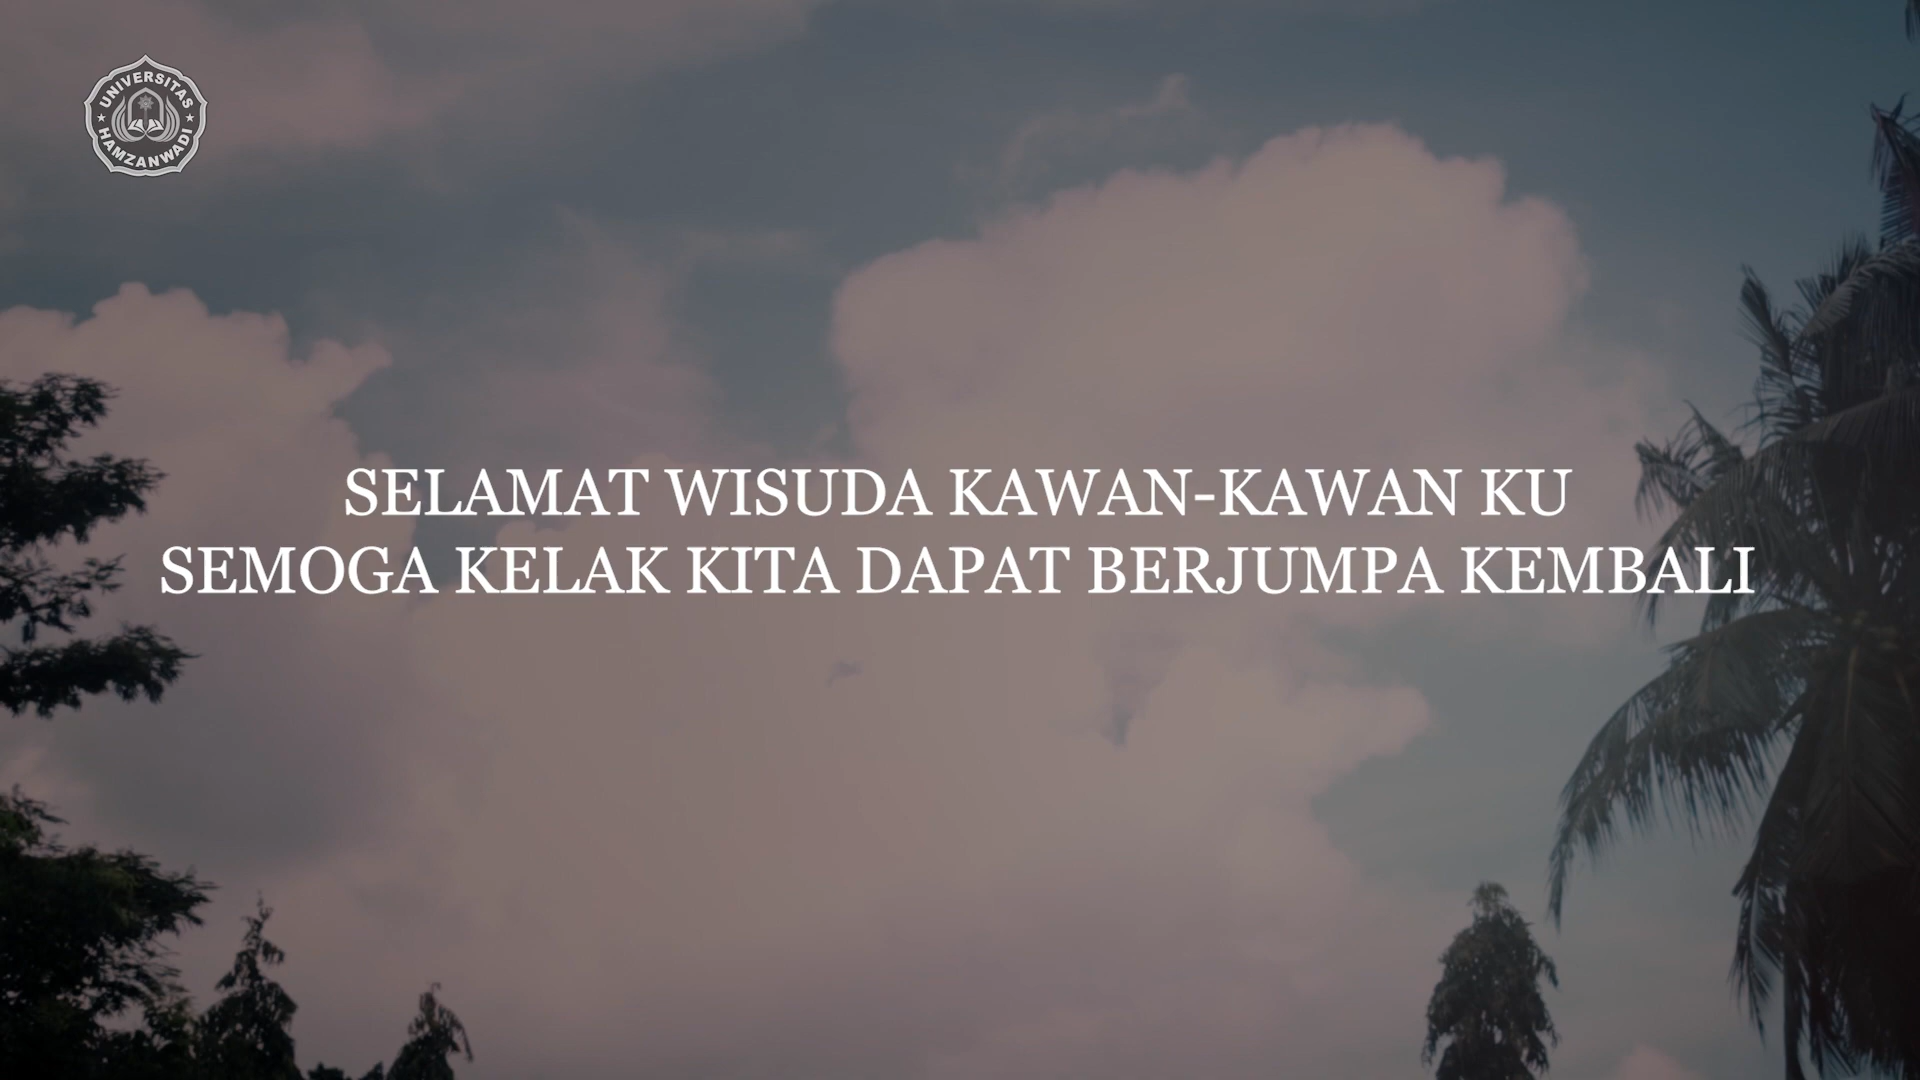 UNIVERSITAS
HAMZANWADI
SELAMAT WISUDA KAWAN-KAWAN KU
SEMOGA KELAK KITA DAPAT BERJUMPA KEMBALI